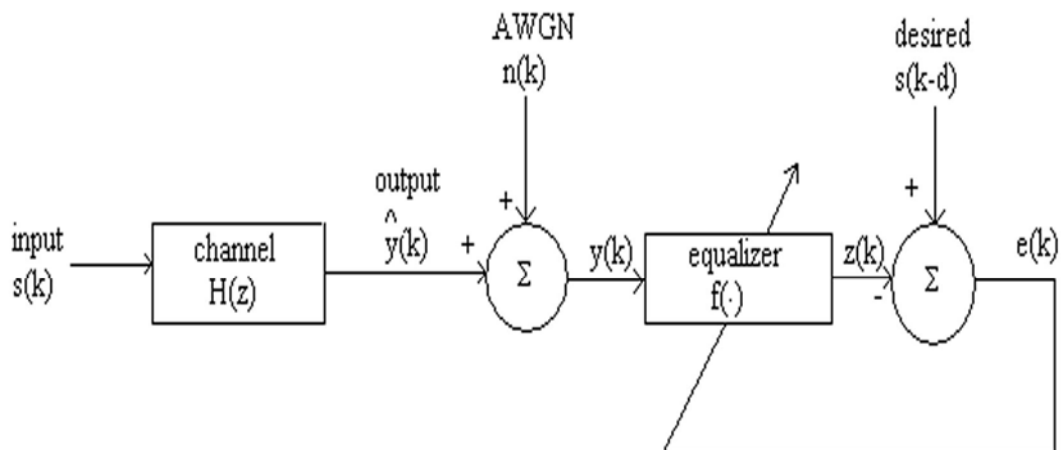 AWGN
n(k)
desired
s(k-d)
output
ŷ(k)
+
+
+
input
s(k)
channel
H(z)
Σ
y(k)
equalizer
f(·)
z(k)
-
Σ
e(k)